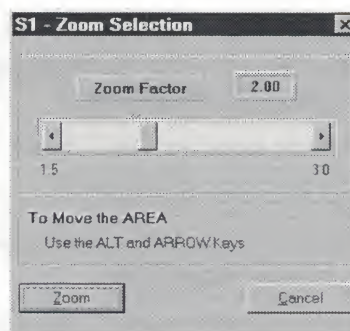 S1 - Zoom Selection
Zoom Factor 2.00
1.5 3.0
To Move the AREA
Use the ALT and ARROW Keys
Zoom Cancel